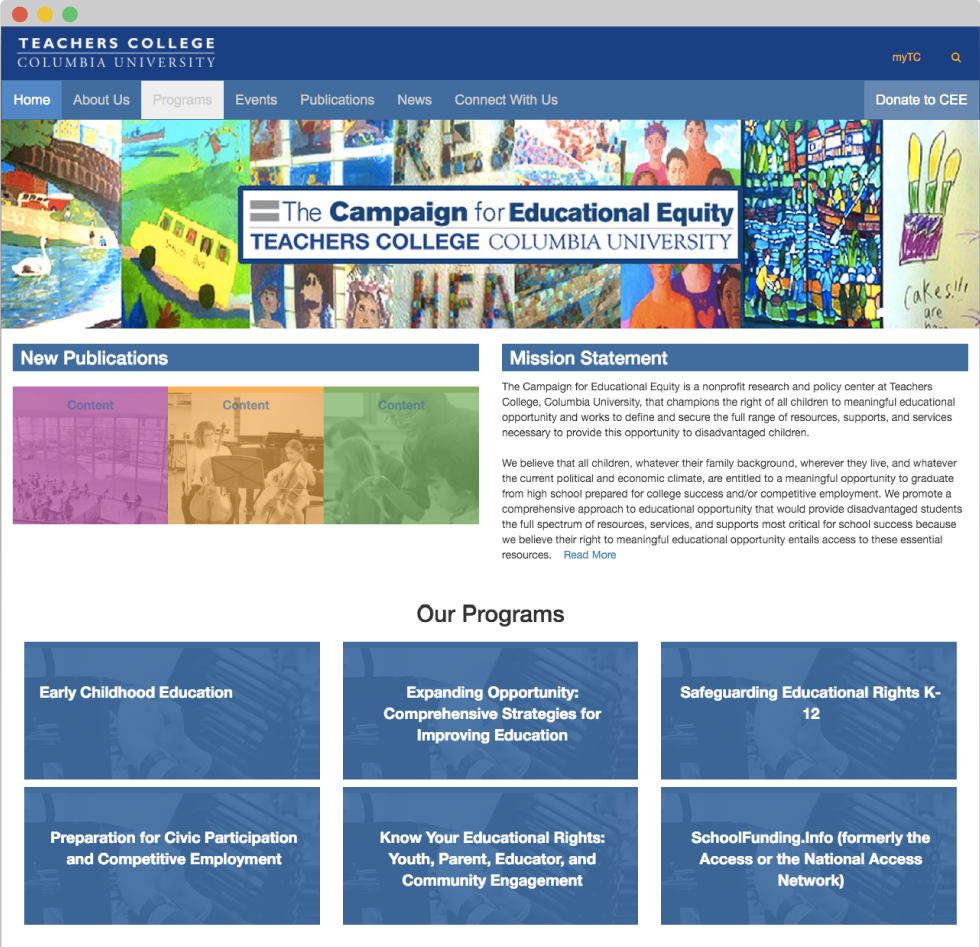 TEACHERS COLLEGE
COLUMBIA UNIVERSITY
myTC
Home About Us Programs Events Publications News Connect With Us Donate to CEE
SCHOOL BUS
The Campaign for Educational Equity
TEACHERS COLLEGE COLUMBIA UNIVERSITY
Cakes!!!
are
New Publications
Content Content Content
Mission Statement
The Campaign for Educational Equity is a nonprofit research and policy center at Teachers
College, Columbia University, that champions the right of all children to meaningful educational
opportunity and works to define and secure the full range of resources, supports, and services
necessary to provide this opportunity to disadvantaged children.
We believe that all children, whatever their family background, wherever they live, and whatever
the current political and economic climate, are entitled to a meaningful opportunity to graduate
from high school prepared for college success and/or competitive employment. We promote a
comprehensive approach to educational opportunity that would provide disadvantaged students
the full spectrum of resources, services, and supports most critical for school success because
we believe their right to meaningful educational opportunity entails access to these essential
resources. Read More
Our Programs
Early Childhood Education
Expanding Opportunity:
Comprehensive Strategies for
Improving Education
Safeguarding Educational Rights K-
12
Preparation for Civic Participation
and Competitive Employment
Know Your Educational Rights:
Youth, Parent, Educator, and
Community Engagement
SchoolFunding.Info (formerly the
Access or the National Access
Network)